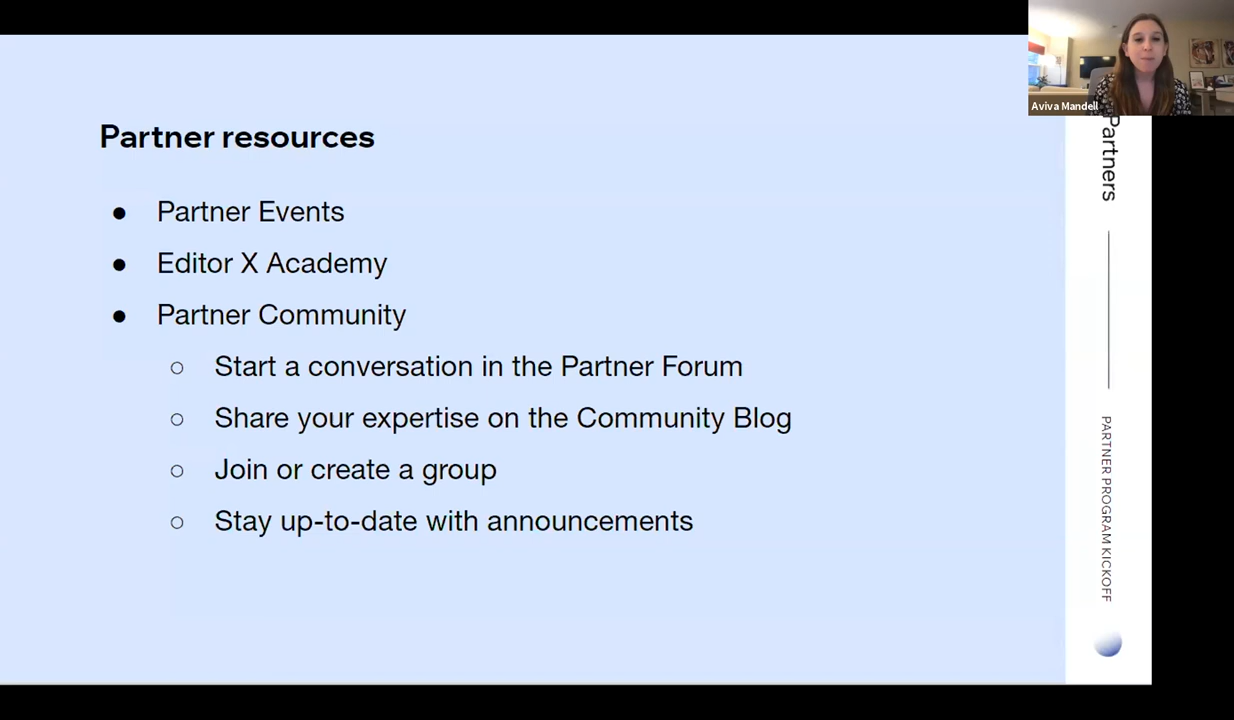 Partner resources
● Partner Events
● Editor X Academy
● Partner Community
○ Start a conversation in the Partner Forum
○ Share your expertise on the Community Blog
○ Join or create a group
○ Stay up-to-date with announcements
Aviva Mandell
Partners
PARTNER PROGRAM KICKOFF